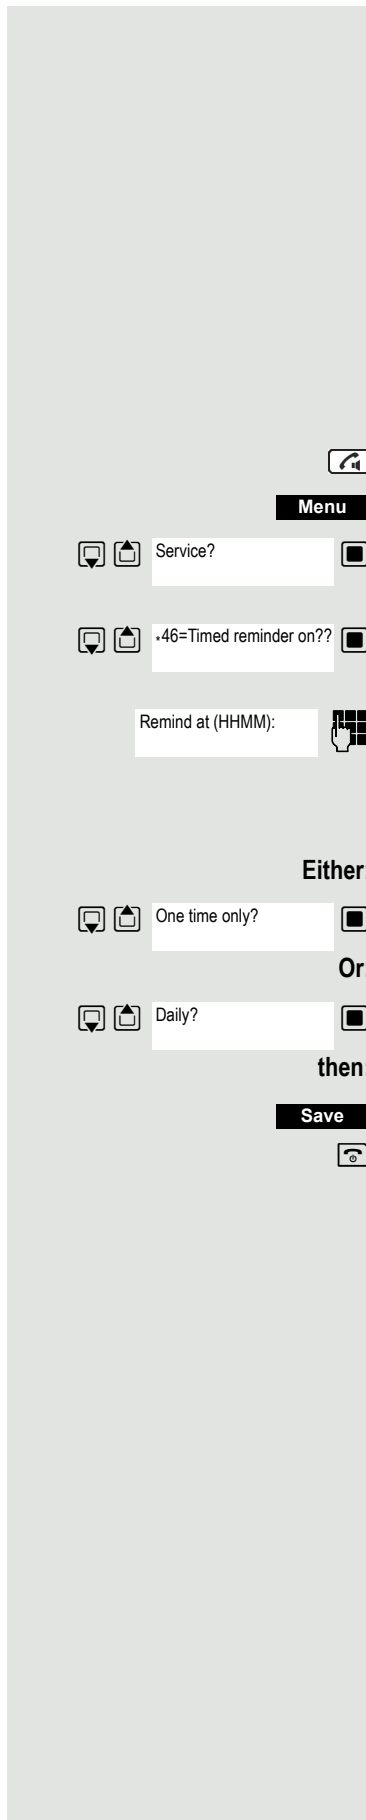 Menu
Service?
*46=Timed reminder on??
Remind at (HHMM):
Either:
One time only?
Or:
Daily?
then:
Save